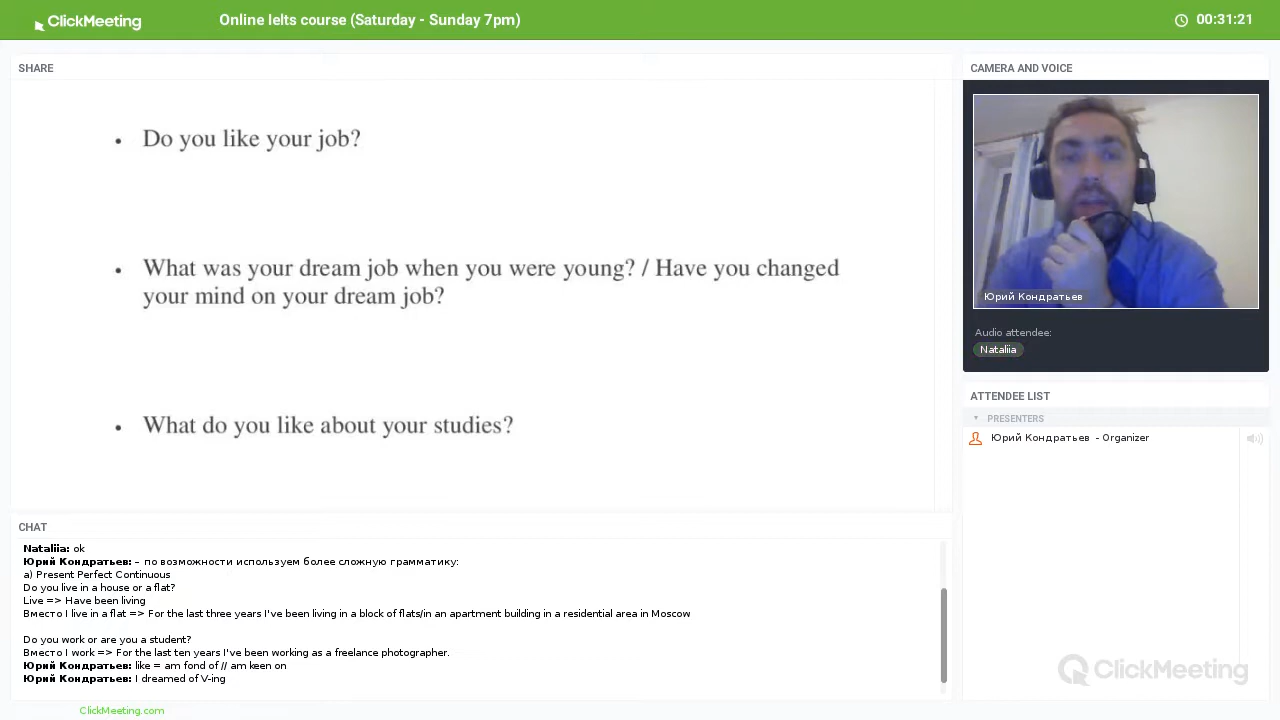 ClickMeeting
Online Ielts course (Saturday - Sunday 7pm)
00:31:21
SHARE
• Do you like your job?
• What was your dream job when you were young? / Have you changed
your mind on your dream job?
• What do you like about your studies?
CHAT
Nataliia: ok
Юрий Кондратьев: – по возможности используем более сложную грамматику:
a) Present Perfect Continuous
Do you live in a house or a flat?
Live => Have been living
Вместо I live in a flat => For the last three years I've been living in a block of flats/in an apartment building in a residential area in Moscow
Do you work or are you a student?
Вместо I work => For the last ten years I've been working as a freelance photographer.
Юрий Кондратьев: like = am fond of // am keen on
Юрий Кондратьев: I dreamed of V-ing
ClickMeeting.com
CAMERA AND VOICE
Юрий Кондратьев
Audio attendee:
Nataliia
ATTENDEE LIST
PRESENTERS
Юрий Кондратьев - Organizer
ClickMeeting